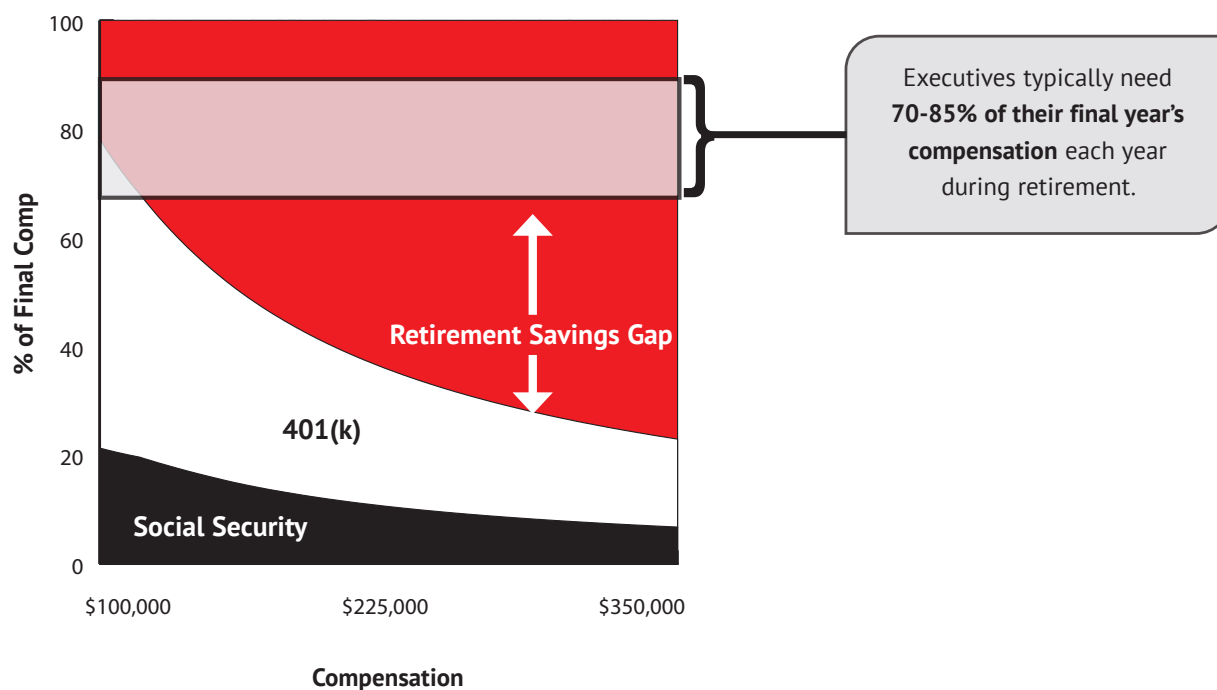 100
80
60
40
20
0
% of Final Comp
Executives typically need
70-85% of their final year's
compensation each year
during retirement.
Retirement Savings Gap
401(k)
Social Security
$100,000
$225,000
$350,000
Compensation